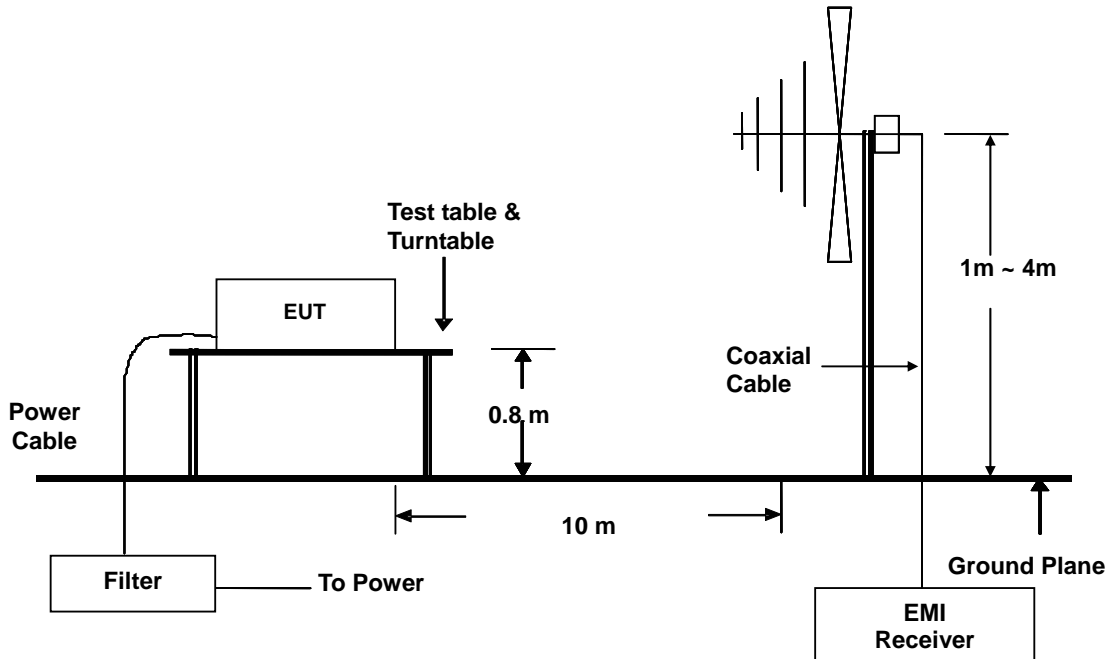 Test table &
Turntable
EUT
1m ~ 4m
Coaxial
Cable
0.8 m
Power
Cable
10 m
Filter
To Power
Ground Plane
EMI
Receiver